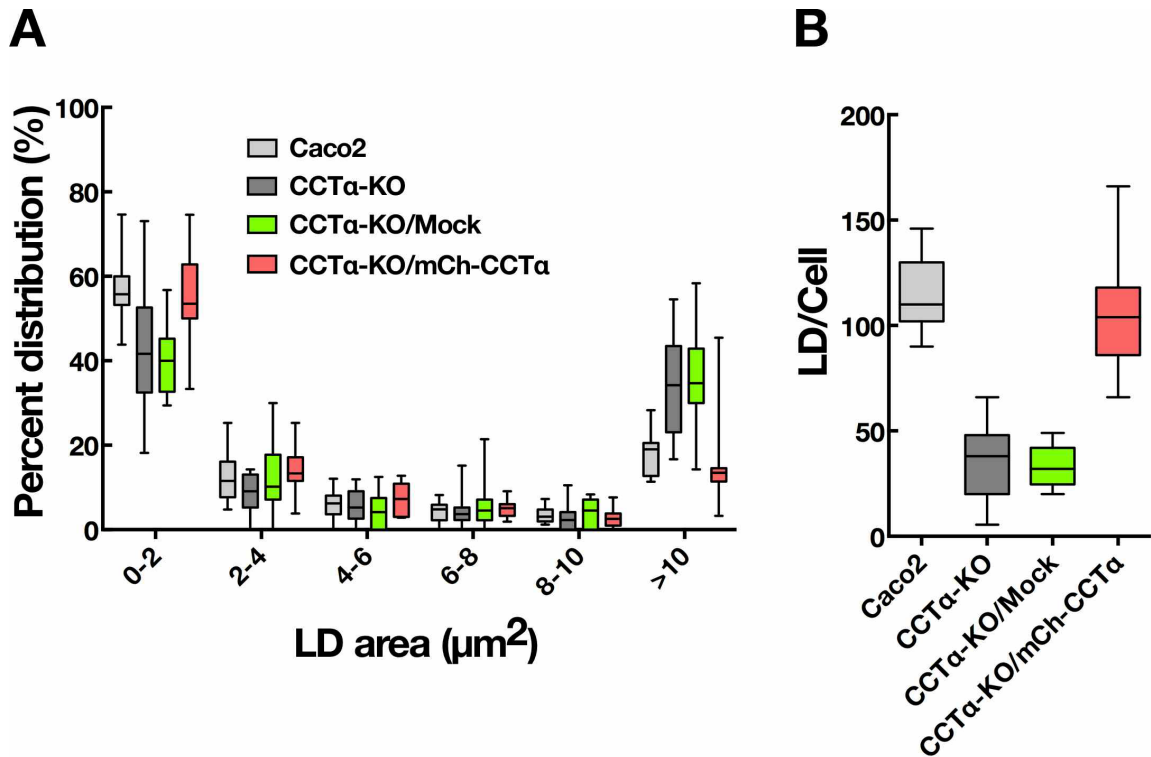 A
Percent distribution (%)
100
80
60
40
20
0
Caco2
CCTα-KO
CCTα-KO/Mock
CCTα-KO/mCh-CCTα
0-2
2-4
4-6
6-8
8-10
>10
LD area (μm²)
B
LD/Cell
200
150
100
50
0
Caco2
CCTα-KO
CCTα-KO/Mock
CCTα-KO/mCh-CCTα